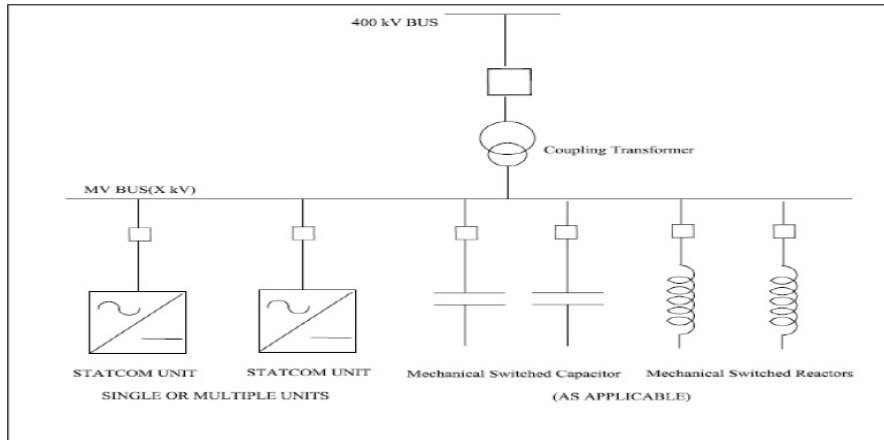 400 kV BUS
Coupling Transformer
MV BUS(X kV)
STATCOM UNIT
STATCOM UNIT
Mechanical Switched Capacitor
Mechanical Switched Reactors
SINGLE OR MULTIPLE UNITS
(AS APPLICABLE)